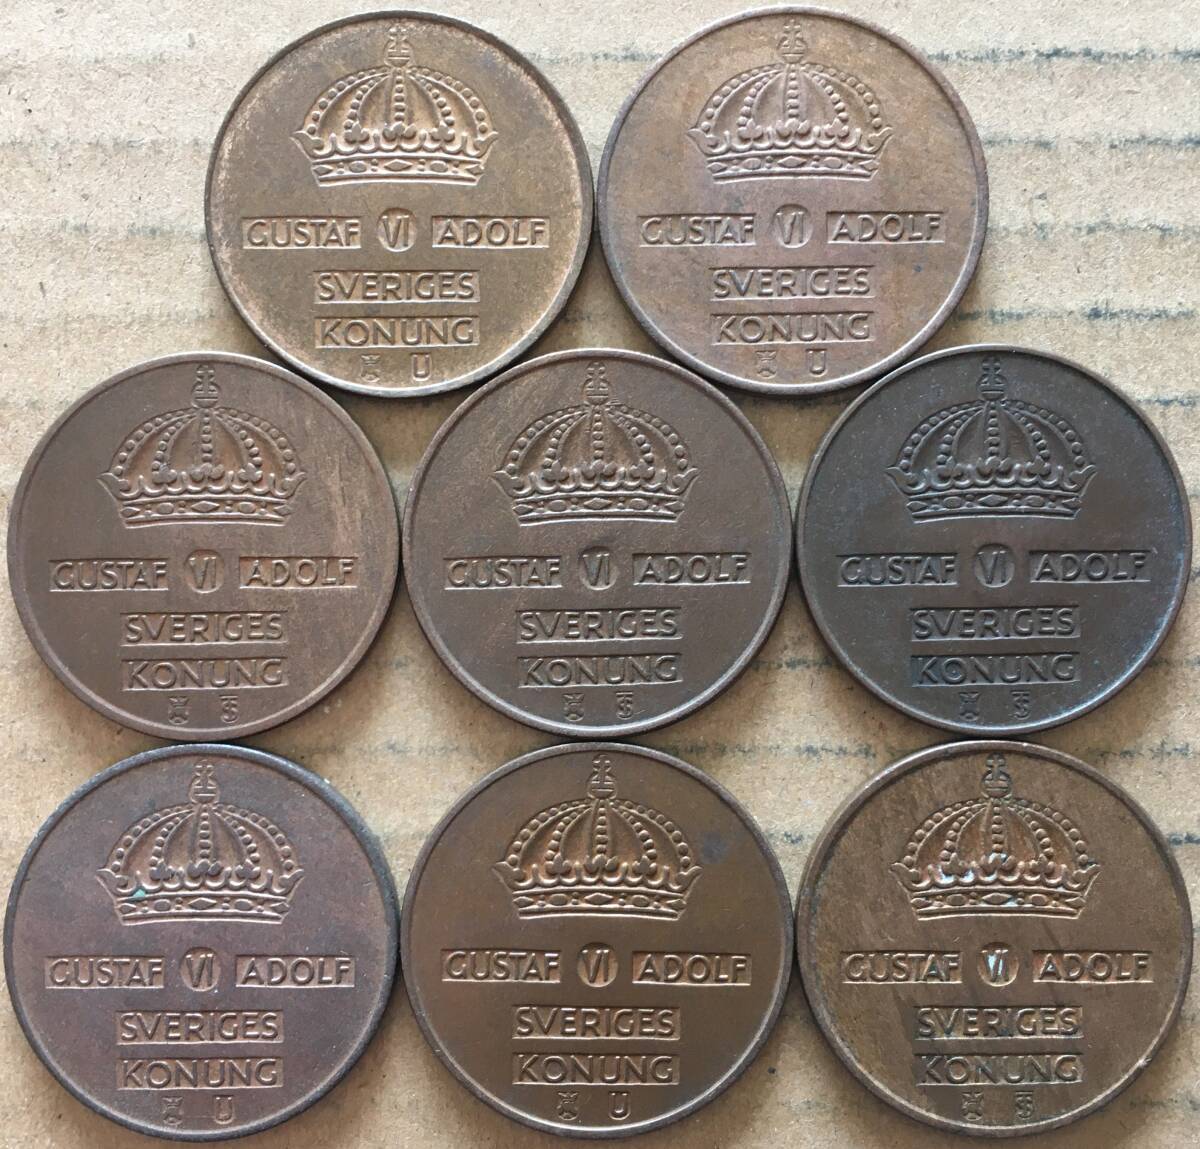 GUSTAF VI ADOLF
SVERIGES
KONUNG
U
GUSTAF VI ADOLF
SVERIGES
KONUNG
U
GUSTAF VI ADOLF
SVERIGES
KONUNG
TS
GUSTAF VI ADOLF
SVERIGES
KONUNG
TS
GUSTAF VI ADOLF
SVERIGES
KONUNG
TS
GUSTAF VI ADOLF
SVERIGES
KONUNG
U
GUSTAF VI ADOLF
SVERIGES
KONUNG
U
GUSTAF VI ADOLF
SVERIGES
KONUNG
TS